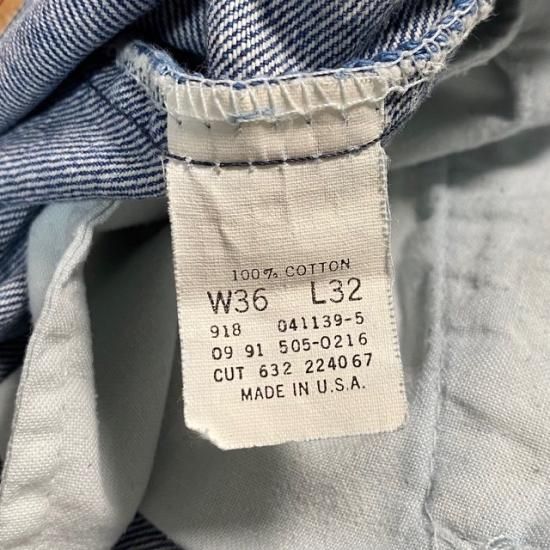 100% COTTON
W36 L32
918 041139-5
09 91 505-0216
CUT 632 224067
MADE IN U.S.A.